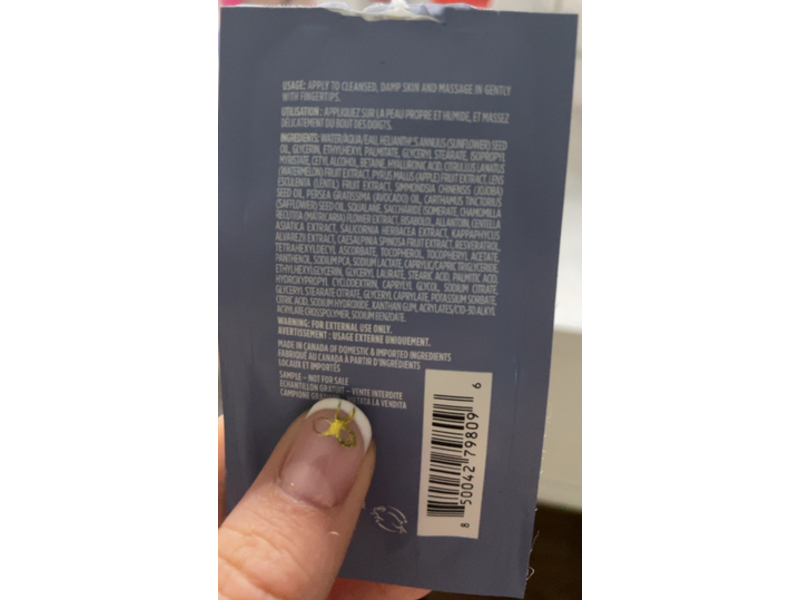 USAGE: APPLY TO CLEANSED, DAMP SKIN AND MASSAGE IN GENTLY
WITH FINGERTIPS.
UTILISATION : APPLIQUEZ SUR LA PEAU PROPRE ET HUMIDE, ET MASSEZ
DÉLICATEMENT DU BOUT DES DOIGTS.
INGREDIENTS: WATER/AQUA/EAU, HELIANTHUS ANNUUS (SUNFLOWER) SEED
OIL, GLYCERIN, ETHYLHEXYL PALMITATE, GLYCERYL STEARATE, ISOPROPYL
MYRISTATE, CETYL ALCOHOL, BETAINE, HYALURONIC ACID, CITRULLUS LANATUS
(WATERMELON) FRUIT EXTRACT, PYRUS MALUS (APPLE) FRUIT EXTRACT, LENS
ESCULENTA (LENTIL) FRUIT EXTRACT, SIMMONDSIA CHINENSIS (JOJOBA)
SEED OIL, PERSEA GRATISSIMA (AVOCADO) OIL, CARTHAMUS TINCTORIUS
(SAFFLOWER) SEED OIL, SQUALANE, SACCHARIDE ISOMERATE, CHAMOMILLA
RECUTITA (MATRICARIA) FLOWER EXTRACT, BISABOLOL, ALLANTOIN, CENTELLA
ASIATICA EXTRACT, SALICORNIA HERBACEA EXTRACT, KAPPAPHYCUS
ALVAREZII EXTRACT, CAESALPINIA SPINOSA FRUIT EXTRACT, RESVERATROL,
TETRAHEXYLDECYL ASCORBATE, TOCOPHEROL, TOCOPHERYL ACETATE,
PANTHENOL, SODIUM PCA, SODIUM LACTATE, CAPRYLIC/CAPRIC TRIGLYCERIDE,
ETHYLHEXYLGLYCERIN, GLYCERYL LAURATE, STEARIC ACID, PALMITIC ACID,
HYDROXYPROPYL CYCLODEXTRIN, CAPRYLYL GLYCOL, SODIUM CITRATE,
GLYCERYL STEARATE CITRATE, GLYCERYL CAPRYLATE, POTASSIUM SORBATE,
CITRIC ACID, SODIUM HYDROXIDE, XANTHAN GUM, ACRYLATES/C10-30 ALKYL
ACRYLATE CROSSPOLYMER, SODIUM BENZOATE.
WARNING: FOR EXTERNAL USE ONLY.
AVERTISSEMENT : USAGE EXTERNE UNIQUEMENT.
MADE IN CANADA OF DOMESTIC & IMPORTED INGREDIENTS
FABRIQUÉ AU CANADA À PARTIR D'INGRÉDIENTS
LOCAUX ET IMPORTÉS
SAMPLE – NOT FOR SALE
ÉCHANTILLON GRATUIT – VENTE INTERDITE
CAMPIONE LA VENDITA
8 50042 79809 6